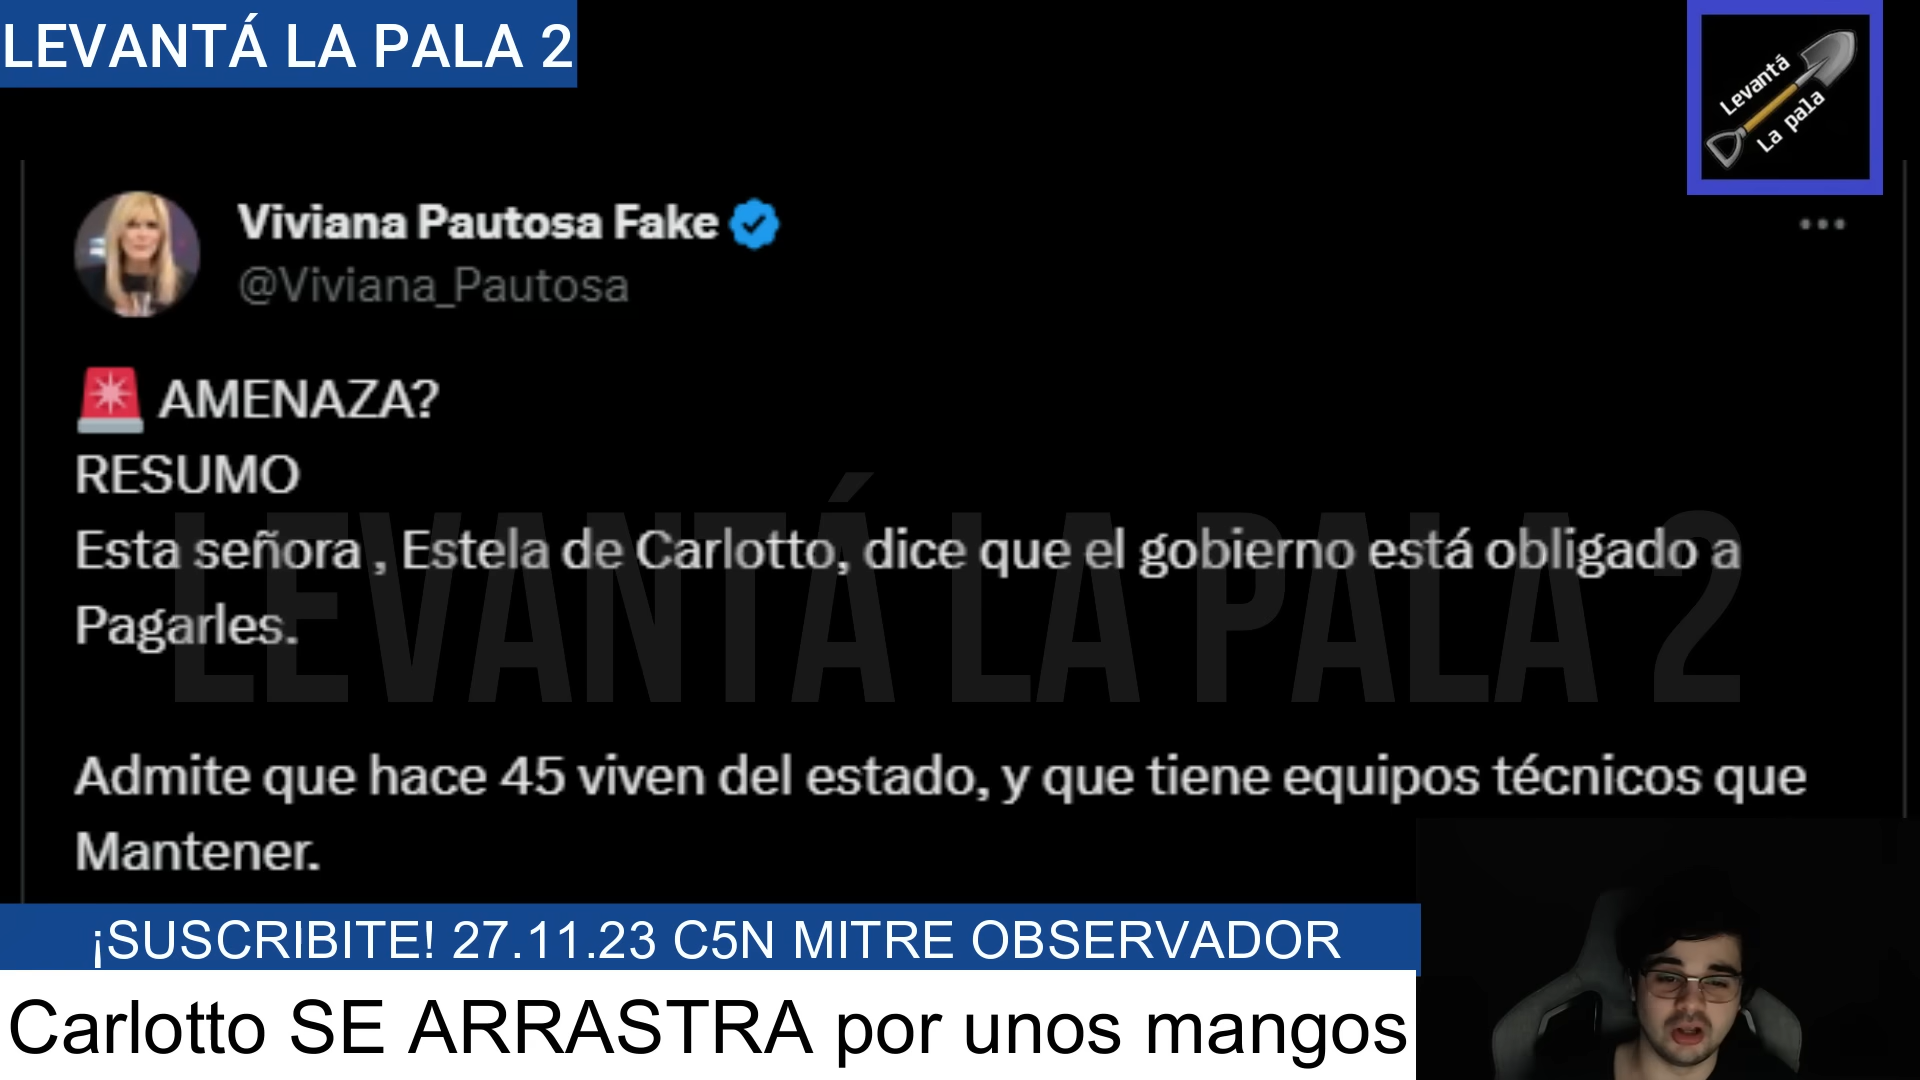 LEVANTÁ LA PALA 2
Levantá
La pala
Viviana Pautosa Fake
@Viviana_Pautosa
AMENAZA?
RESUMO
Esta señora , Estela de Carlotto, dice que el gobierno está obligado a
Pagarles.
LEVANTÁ LA PALA 2
Admite que hace 45 viven del estado, y que tiene equipos técnicos que
Mantener.
¡SUSCRIBITE! 27.11.23 C5N MITRE OBSERVADOR
Carlotto SE ARRASTRA por unos mangos